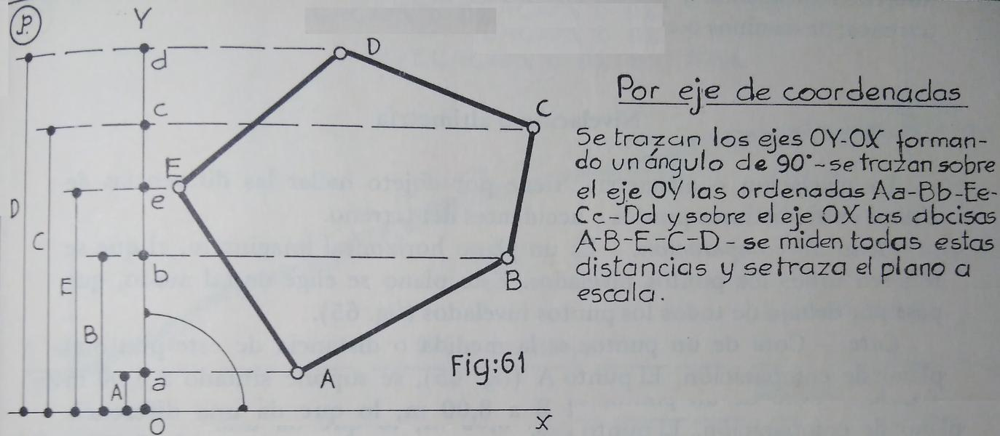 P.
Y
d
D
c
C
E
e
D
C
b
B
E
B
A
a
A
O
X
Fig:61
Por eje de coordenadas
Se trazan los ejes OY-OX forman-
do un ángulo de 90° - se trazan sobre
el eje OY las ordenadas Aa-Bb-Ee-
Cc-Dd y sobre el eje OX las abcisas
A-B-E-C-D - se miden todas estas
distancias y se traza el plano a
escala.